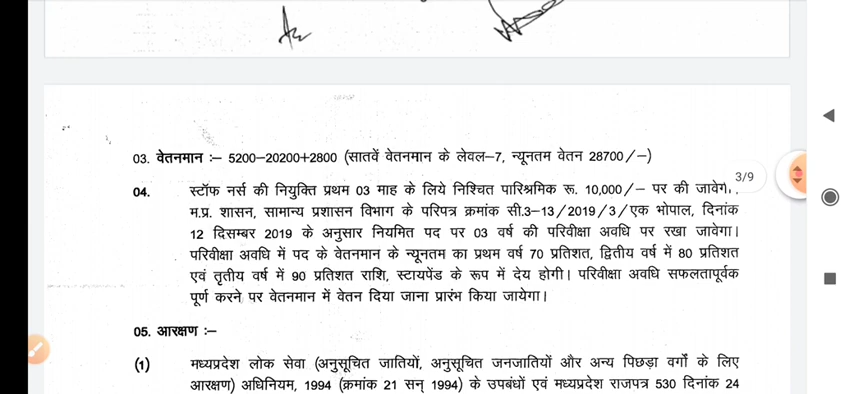 03. वेतनमान :– 5200–20200+2800 (सातवें वेतनमान के लेवल–7, न्यूनतम वेतन 28700/–)
3/9
04. स्टॉफ नर्स की नियुक्ति प्रथम 03 माह के लिये निश्चित पारिश्रमिक रू. 10,000/– पर की जावेगी.
म.प्र. शासन, सामान्य प्रशासन विभाग के परिपत्र क्रमांक सी.3–13/2019/3/एक भोपाल, दिनांक
12 दिसम्बर 2019 के अनुसार नियमित पद पर 03 वर्ष की परिवीक्षा अवधि पर रखा जावेगा।
परिवीक्षा अवधि में पद के वेतनमान के न्यूनतम का प्रथम वर्ष 70 प्रतिशत, द्वितीय वर्ष में 80 प्रतिशत
एवं तृतीय वर्ष में 90 प्रतिशत राशि, स्टायपेंड के रूप में देय होगी। परिवीक्षा अवधि सफलतापूर्वक
पूर्ण करने पर वेतनमान में वेतन दिया जाना प्रारंभ किया जायेगा।
05. आरक्षण :–
(1) मध्यप्रदेश लोक सेवा (अनुसूचित जातियों, अनुसूचित जनजातियों और अन्य पिछड़ा वर्गों के लिए
आरक्षण) अधिनियम, 1994 (क्रमांक 21 सन् 1994) के उपबंधों एवं मध्यप्रदेश राजपत्र 530 दिनांक 24